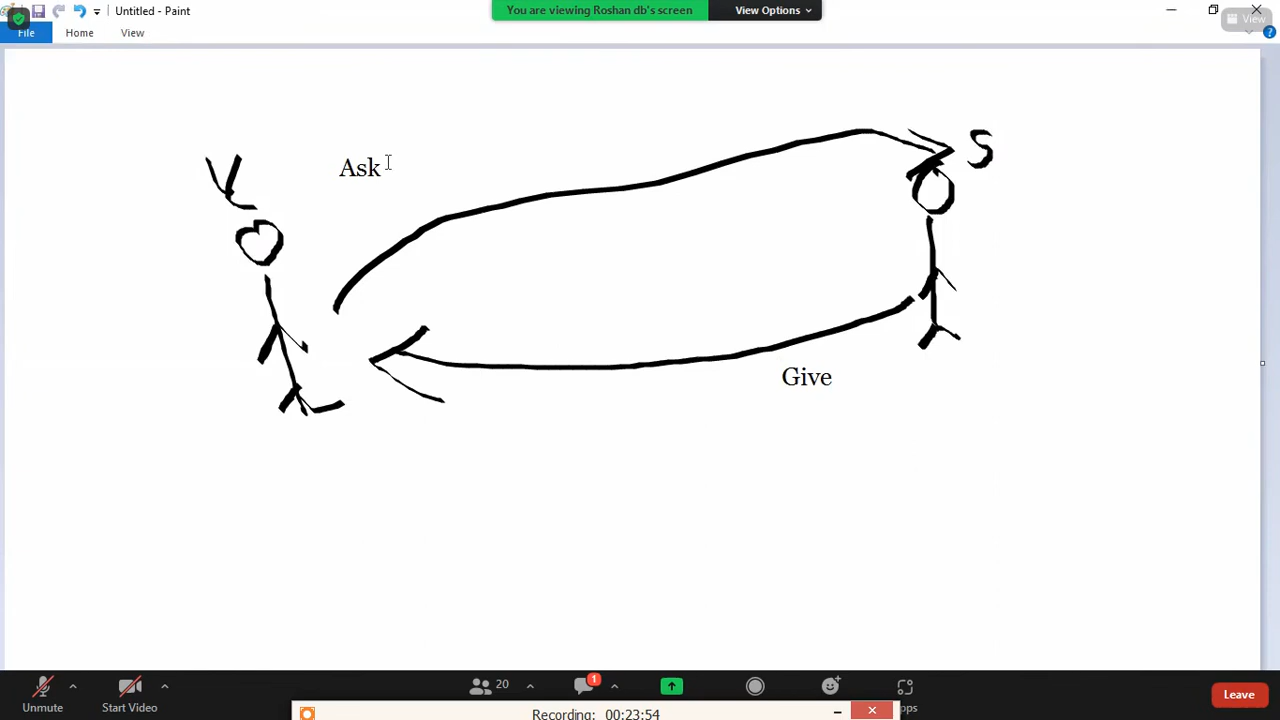 Untitled - Paint
You are viewing Roshan db's screen
View Options
View
File
Home
View
S
Ask
Give
20
1
Unmute
Start Video
Leave
Recording: 00:23:54